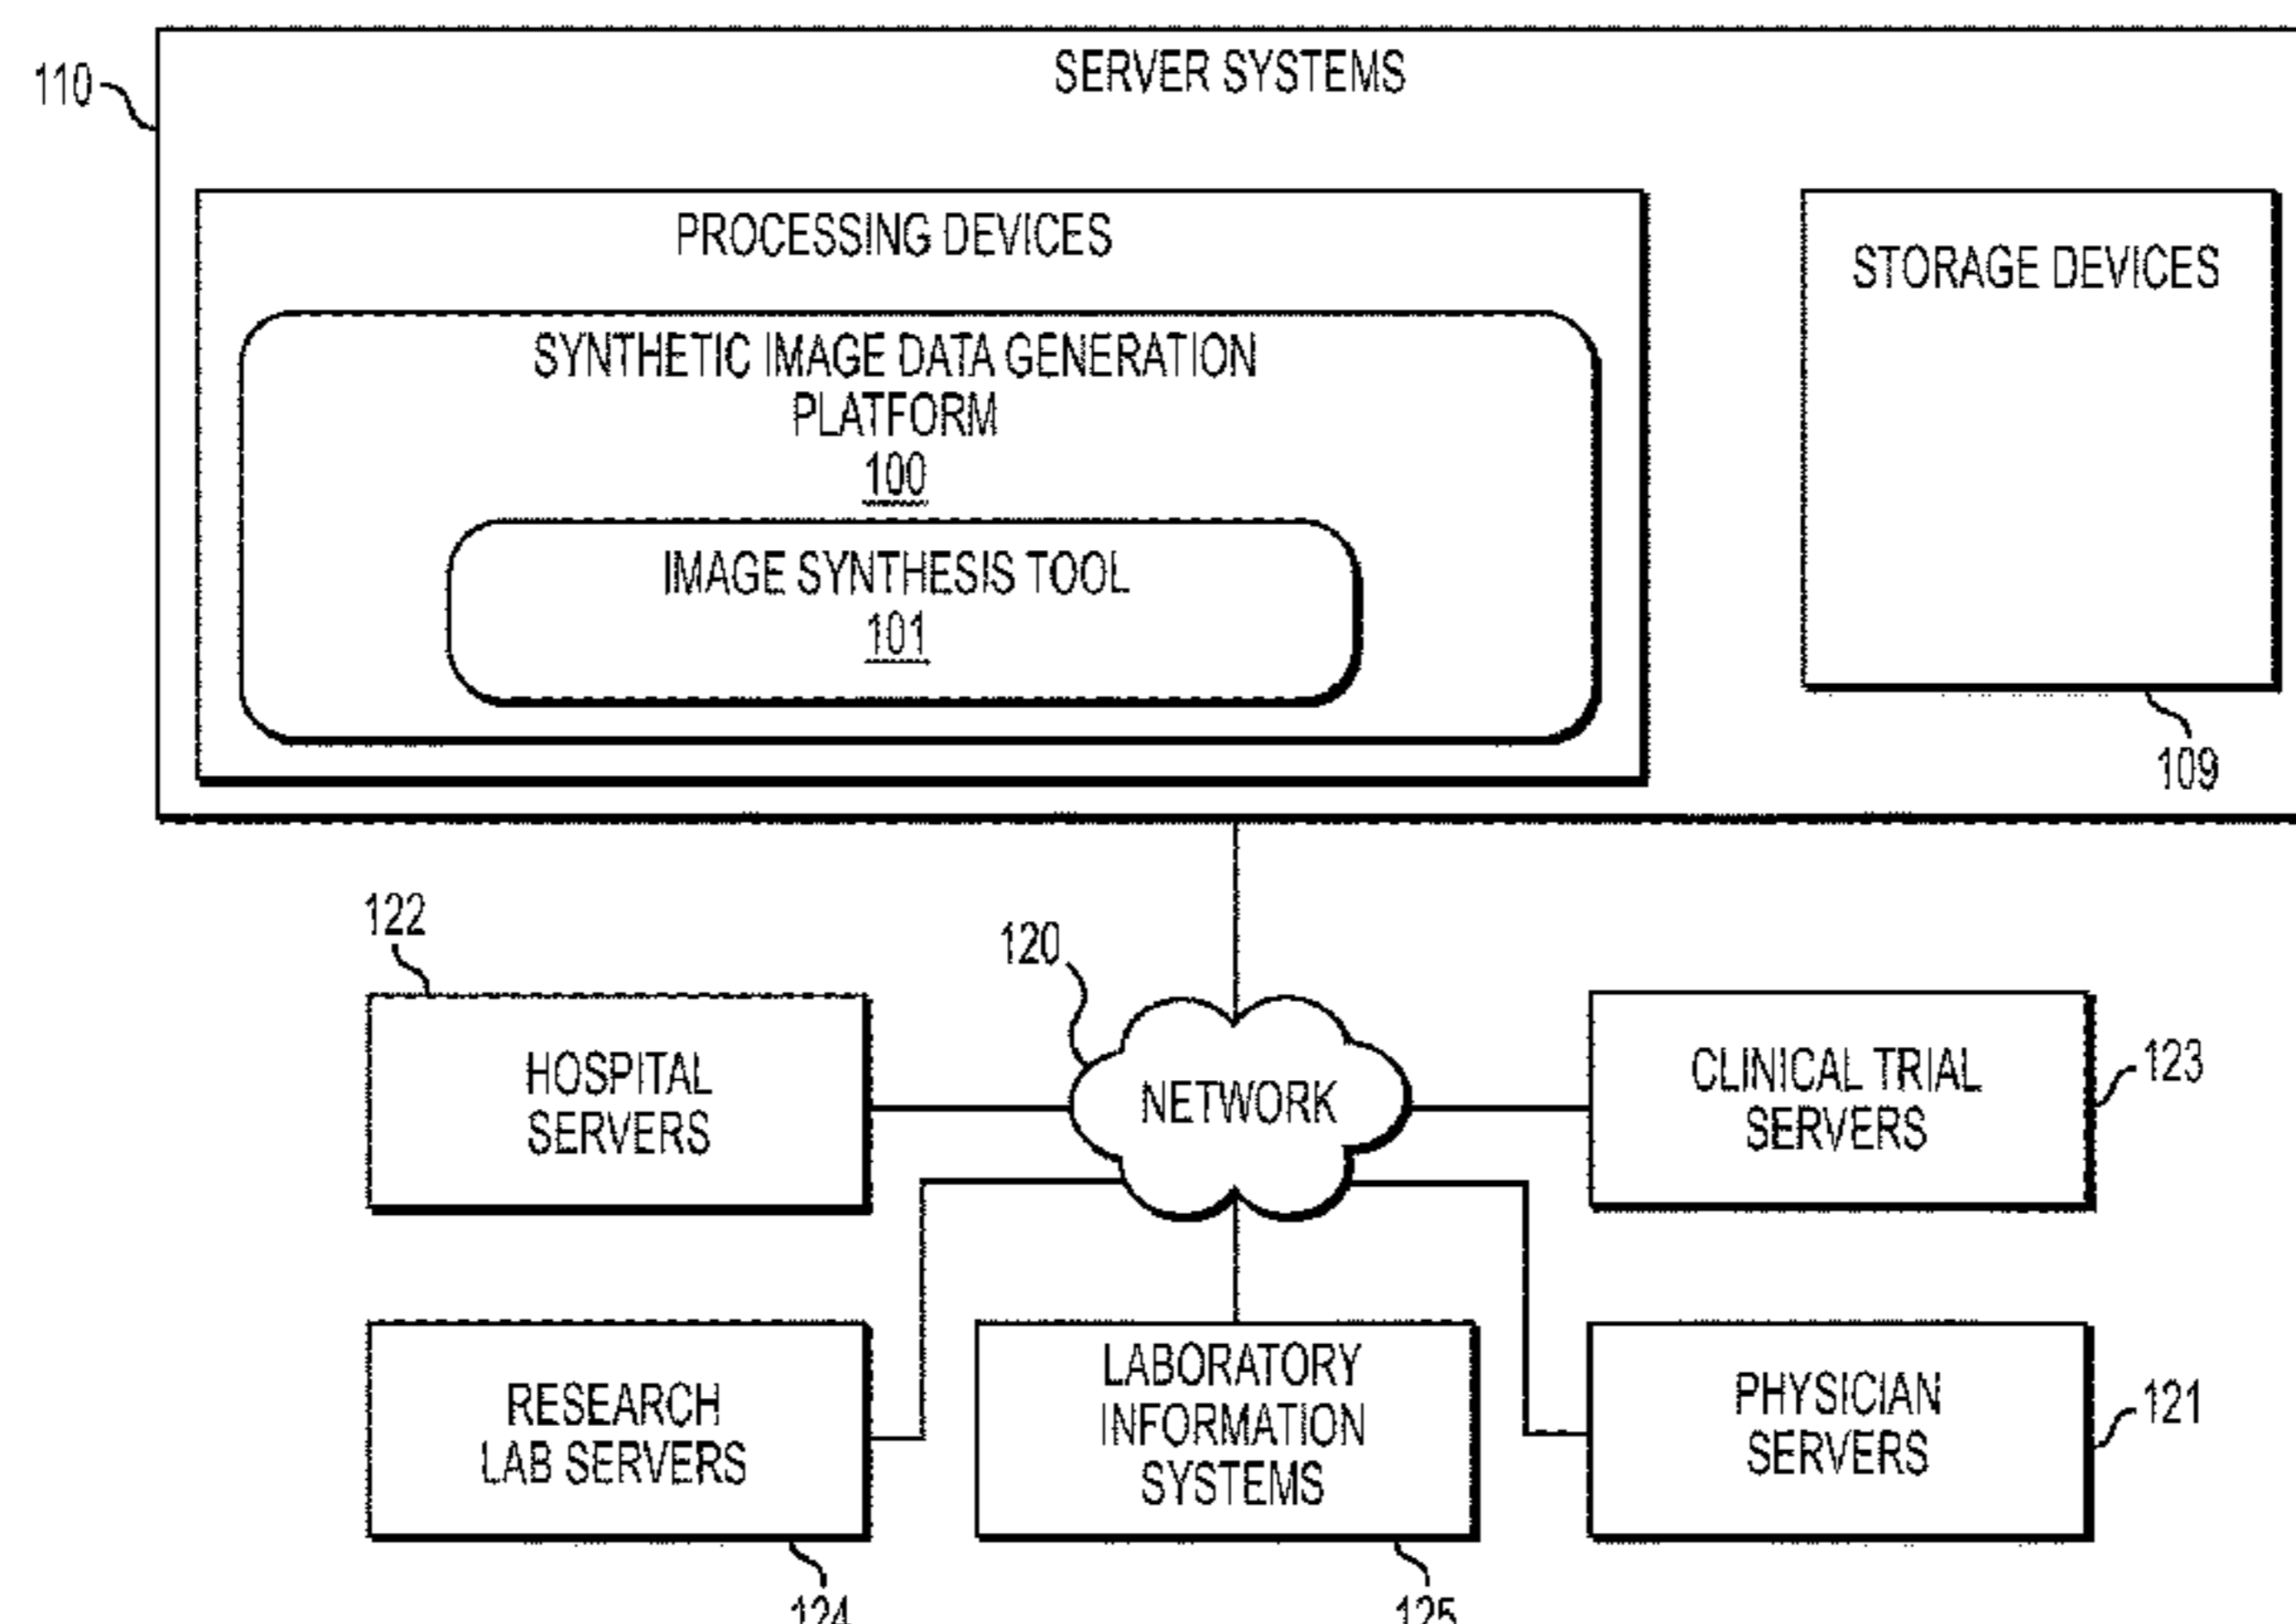 110
SERVER SYSTEMS
PROCESSING DEVICES
STORAGE DEVICES
SYNTHETIC IMAGE DATA GENERATION
PLATFORM
100
IMAGE SYNTHESIS TOOL
101
109
122
120
HOSPITAL
SERVERS
NETWORK
CLINICAL TRIAL
SERVERS
123
RESEARCH
LAB SERVERS
LABORATORY
INFORMATION
SYSTEMS
PHYSICIAN
SERVERS
121
124
125